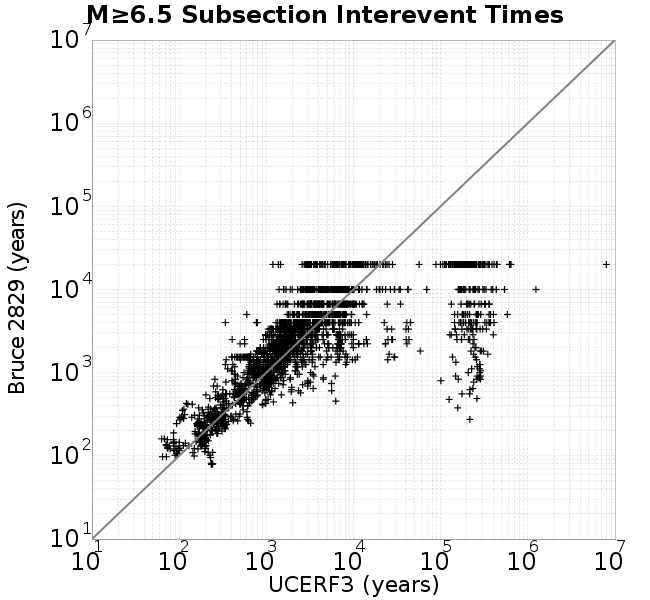 M≥6.5 Subsection Interevent Times
10^7
10^6
10^5
10^4
10^3
10^2
10^1
Bruce 2829 (years)
10^1 10^2 10^3 10^4 10^5 10^6 10^7
UCERF3 (years)